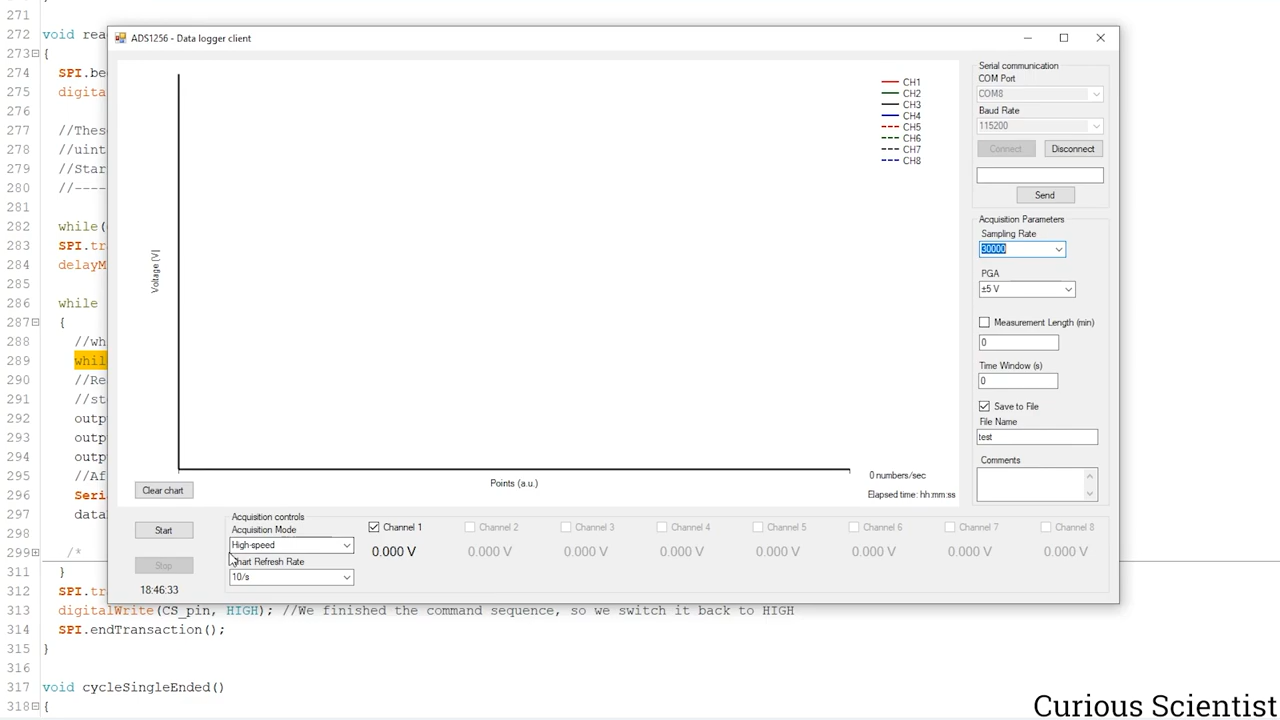 271
272 void rea
273 {
274 SPI.be
275 digita
276
277 //These
278 //uint
279 //Star
280 //----
281
282 while(
283 SPI.tr
284 delayM
285
286 while
287 {
288 //wh
289 whil
290 //Re
291 //st
292 outp
293 outp
294 outp
295 //Af
296 Seri
297 data
298
299 /*
311 }
312 SPI.tr
313 digitalWrite(CS_pin, HIGH); //We finished the command sequence, so we switch it back to HIGH
314 SPI.endTransaction();
315 }
316
317 void cycleSingleEnded()
318 {
ADS1256 - Data logger client
Voltage [V]
CH1
CH2
CH3
CH4
CH5
CH6
CH7
CH8
Points (a.u.)
0 numbers/sec
Elapsed time: hh:mm:ss
Clear chart
Start
Stop
18:46:33
Acquisition controls
Acquisition Mode
High-speed
hart Refresh Rate
10/s
Channel 1
0.000 V
Channel 2
0.000 V
Channel 3
0.000 V
Channel 4
0.000 V
Channel 5
0.000 V
Channel 6
0.000 V
Channel 7
0.000 V
Channel 8
0.000 V
Serial communication
COM Port
COM8
Baud Rate
115200
Connect
Disconnect
Send
Acquisition Parameters
Sampling Rate
30000
PGA
±5 V
Measurement Length (min)
0
Time Window (s)
0
Save to File
File Name
test
Comments
Curious Scientist